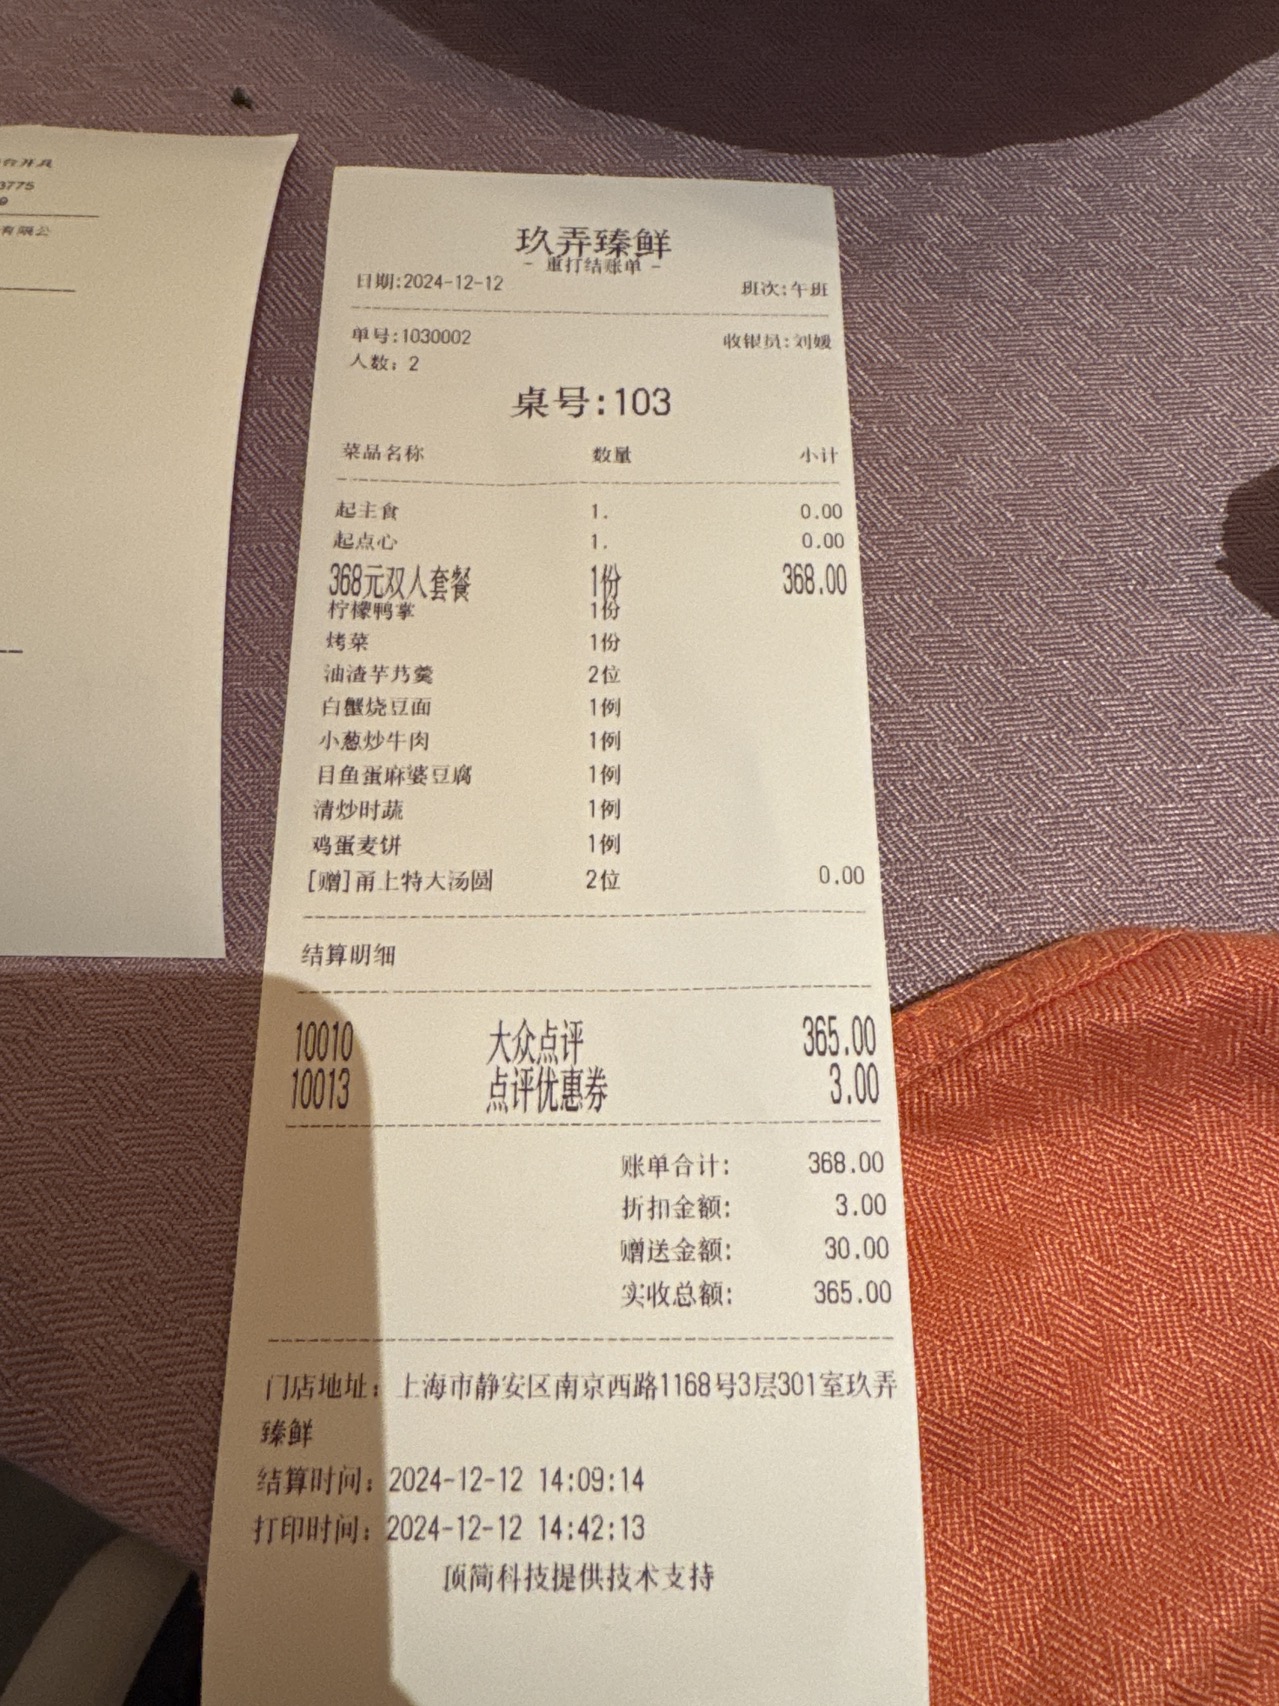 台开具
3775
9
有限公
玖弄臻鲜
- 重打结账单 -
日期:2024-12-12 班次:午班
单号:1030002 收银员:刘媛
人数: 2
桌号:103
菜品名称 数量 小计
起主食 1. 0.00
起点心 1. 0.00
368元双人套餐 1份 368.00
柠檬鸭掌 1份
烤菜 1份
油渣芋艿羹 2位
白蟹烧豆面 1例
小葱炒牛肉 1例
目鱼蛋麻婆豆腐 1例
清炒时蔬 1例
鸡蛋麦饼 1例
[赠]甬上特大汤圆 2位 0.00
结算明细
10010 大众点评 365.00
10013 点评优惠券 3.00
账单合计: 368.00
折扣金额: 3.00
赠送金额: 30.00
实收总额: 365.00
门店地址: 上海市静安区南京西路1168号3层301室玖弄
臻鲜
结算时间: 2024-12-12 14:09:14
打印时间: 2024-12-12 14:42:13
顶简科技提供技术支持